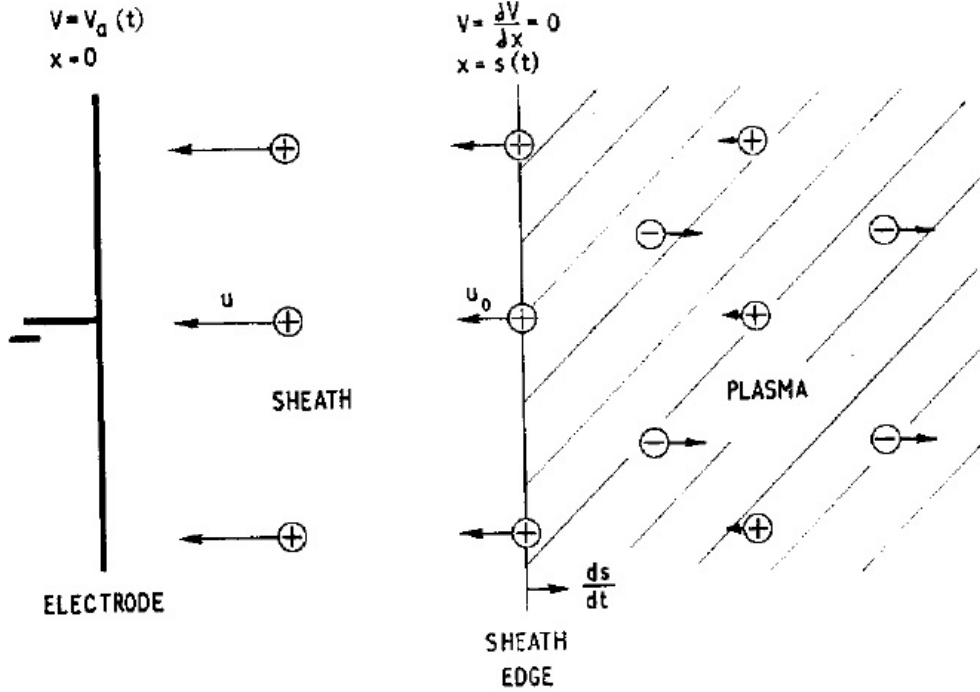 V = V_a (t)
x = 0
V = dV/dx = 0
x = s (t)
u
u_0
SHEATH
PLASMA
ds/dt
ELECTRODE
SHEATH
EDGE